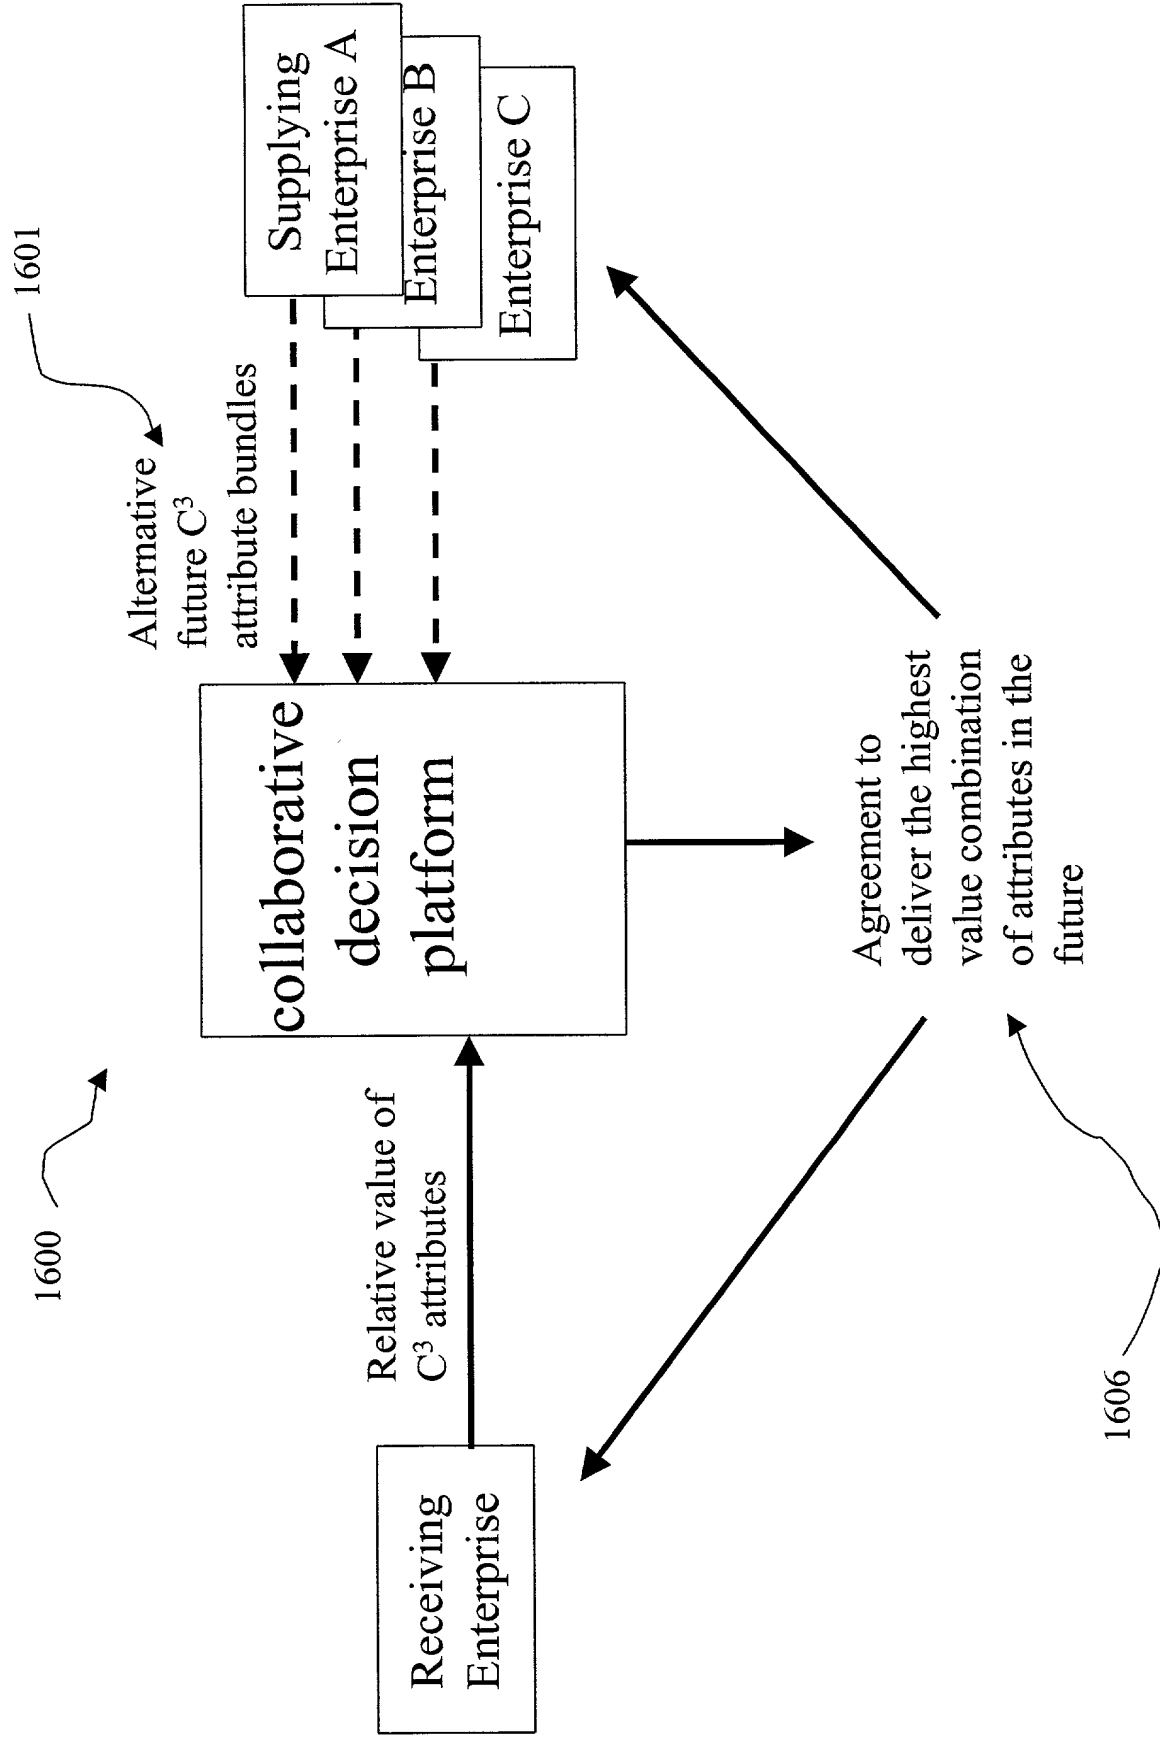 1600
1601
Alternative
future C³
attribute bundles
Supplying
Enterprise A
Enterprise B
Enterprise C
collaborative
decision
platform
Relative value of
C³ attributes
Receiving
Enterprise
Agreement to
deliver the highest
value combination
of attributes in the
future
1606